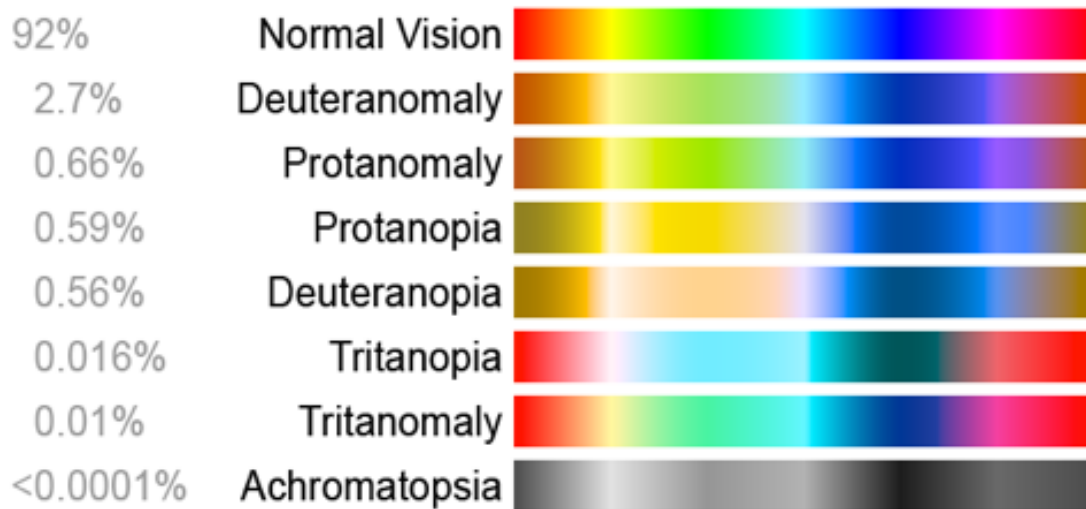 92% Normal Vision
2.7% Deuteranomaly
0.66% Protanomaly
0.59% Protanopia
0.56% Deuteranopia
0.016% Tritanopia
0.01% Tritanomaly
<0.0001% Achromatopsia